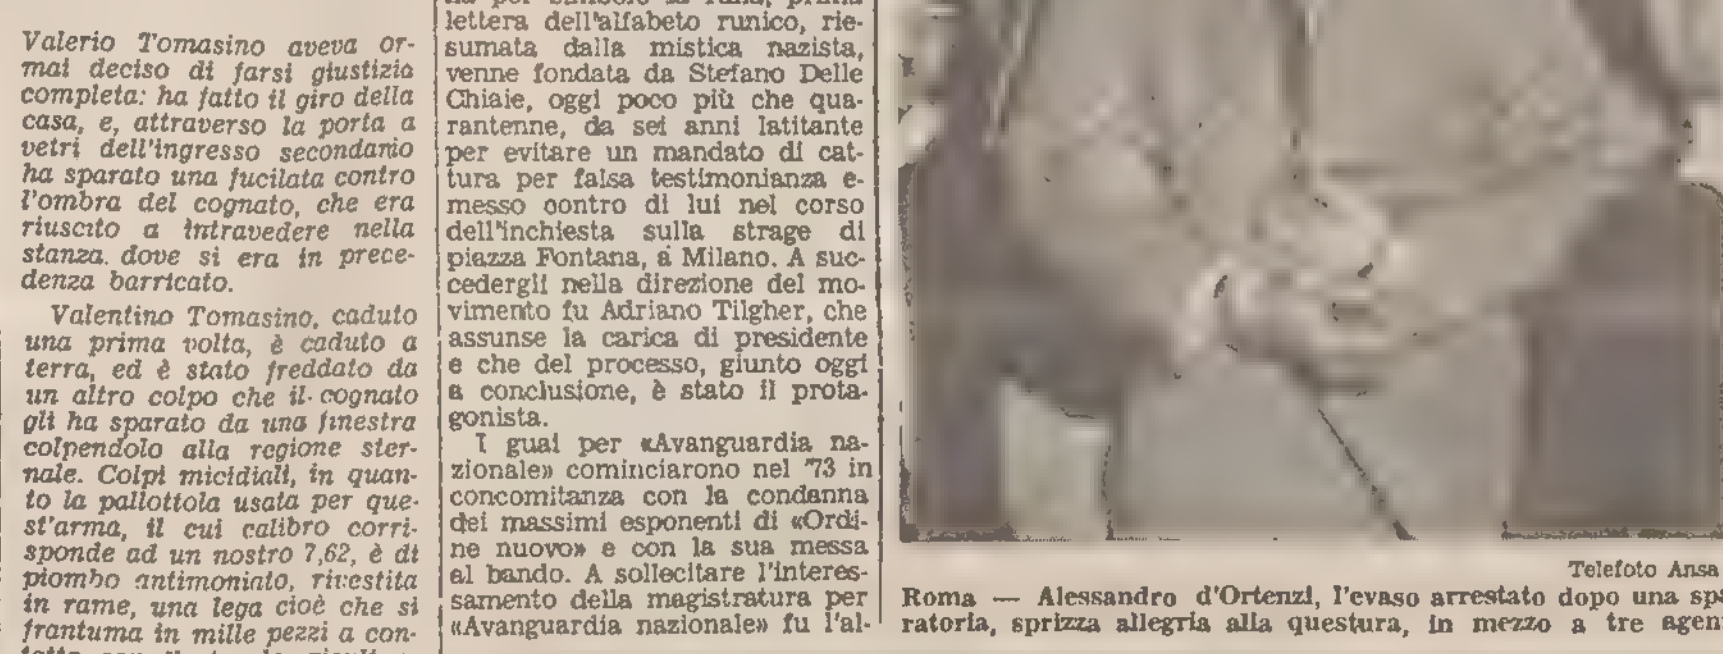 Valerio Tomasino aveva or-
mai deciso di farsi giustizia
completa: ha fatto il giro della
casa, e, attraverso la porta a
vetri dell'ingresso secondario
ha sparato una fucilata contro
l'ombra del cognato, che era
riuscito a intravedere nella
stanza. dove si era in prece-
denza barricato.
Valentino Tomasino, caduto
una prima volta, è caduto a
terra, ed è stato freddato da
un altro colpo che il cognato
gli ha sparato da una finestra
colpendolo alla regione ster-
nale. Colpi micidiali, in quan-
to la pallottola usata per que-
st'arma, il cui calibro corri-
sponde ad un nostro 7,62, è di
piombo antimoniato, rivestita
in rame, una lega cioè che si
frantuma in mille pezzi a con-
lettera dell'alfabeto runico, rie-
sumata dalla mistica nazista,
venne fondata da Stefano Delle
Chiaie, oggi poco più che qua-
rantenne, da sei anni latitante
per evitare un mandato di cat-
tura per falsa testimonianza e-
messo contro di lui nel corso
dell'inchiesta sulla strage di
piazza Fontana, a Milano. A suc-
cedergli nella direzione del mo-
vimento fu Adriano Tilgher, che
assunse la carica di presidente
e che del processo, giunto oggi
a conclusione, è stato il prota-
gonista.
I guai per «Avanguardia na-
zionale» cominciarono nel '73 in
concomitanza con la condanna
dei massimi esponenti di «Ordi-
ne nuovo» e con la sua messa
al bando. A sollecitare l'interes-
samento della magistratura per
«Avanguardia nazionale» fu l'al-
Telefoto Ansa
Roma — Alessandro d'Ortenzi, l'evaso arrestato dopo una spa
ratoria, sprizza allegria alla questura, in mezzo a tre agen